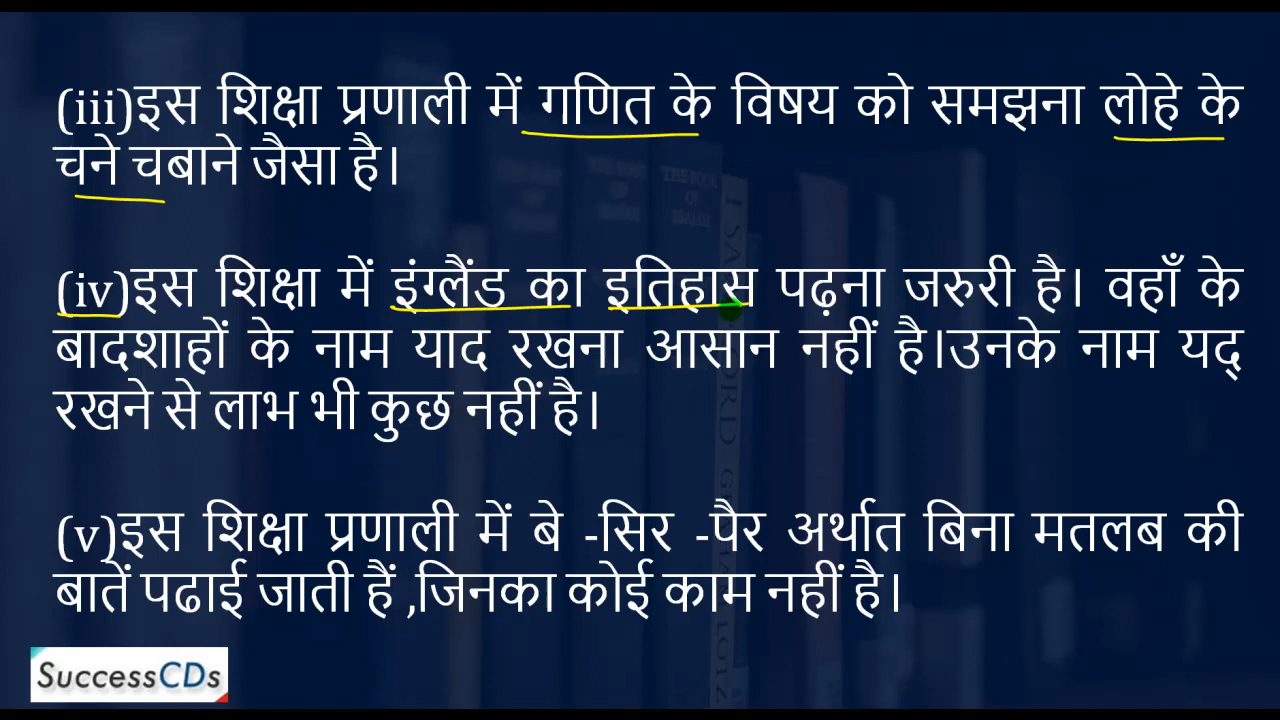 (iii)इस शिक्षा प्रणाली में गणित के विषय को समझना लोहे के
चने चबाने जैसा है।
(iv)इस शिक्षा में इंग्लैंड का इतिहास पढ़ना जरुरी है। वहाँ के
बादशाहों के नाम याद रखना आसान नहीं है।उनके नाम यद्
रखने से लाभ भी कुछ नहीं है।
(v)इस शिक्षा प्रणाली में बे -सिर -पैर अर्थात बिना मतलब की
बातें पढाई जाती हैं ,जिनका कोई काम नहीं है।
SuccessCDs